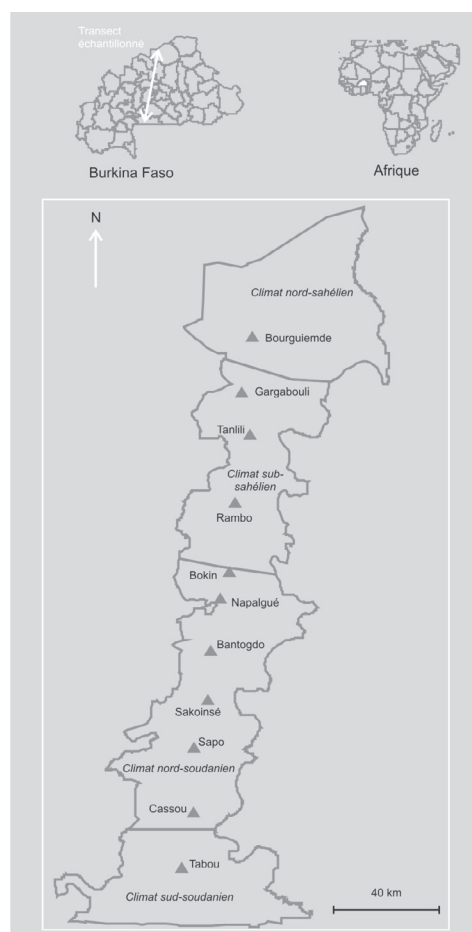 Transect
échantillonné
Burkina Faso
Afrique
N
Climat nord-sahélien
Bourguiemde
Gargabouli
Tanlili
Climat sub-
sahélien
Rambo
Bokin
Napalgué
Bantogdo
Sakoinsé
Sapo
Climat nord-soudanien
Cassou
Tabou
Climat sud-soudanien
40 km